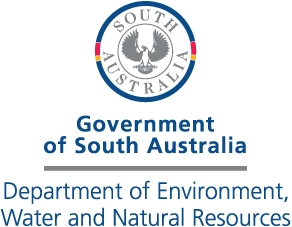 SOUTH
AUSTRALIA
Government
of South Australia
Department of Environment,
Water and Natural Resources